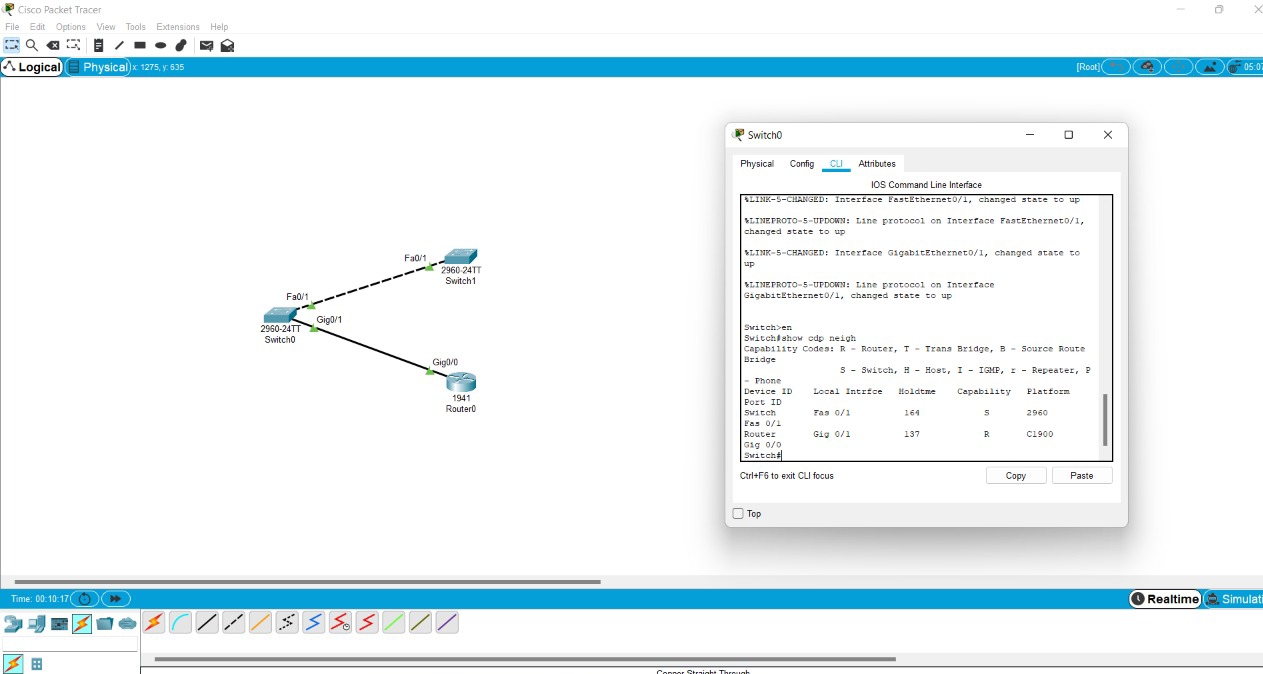 Cisco Packet Tracer
File Edit Options View Tools Extensions Help
Logical Physical x: 1275, y: 635 [Root] 05:07
Fa0/1
2960-24TT
Switch1
Fa0/1
2960-24TT
Switch0
Gig0/1
Gig0/0
1941
Router0
Switch0
Physical Config CLI Attributes
IOS Command Line Interface
%LINK-5-CHANGED: Interface FastEthernet0/1, changed state to up
%LINEPROTO-5-UPDOWN: Line protocol on Interface FastEthernet0/1,
changed state to up
%LINK-5-CHANGED: Interface GigabitEthernet0/1, changed state to
up
%LINEPROTO-5-UPDOWN: Line protocol on Interface
GigabitEthernet0/1, changed state to up
Switch>en
Switch#show cdp neigh
Capability Codes: R - Router, T - Trans Bridge, B - Source Route
Bridge
S - Switch, H - Host, I - IGMP, r - Repeater, P
- Phone
Device ID Local Intrfce Holdtme Capability Platform
Port ID
Switch Fas 0/1 164 S 2960
Fas 0/1
Router Gig 0/1 137 R C1900
Gig 0/0
Switch#
Ctrl+F6 to exit CLI focus Copy Paste
Top
Time: 00:10:17 Realtime Simulati
Copper Straight-Through